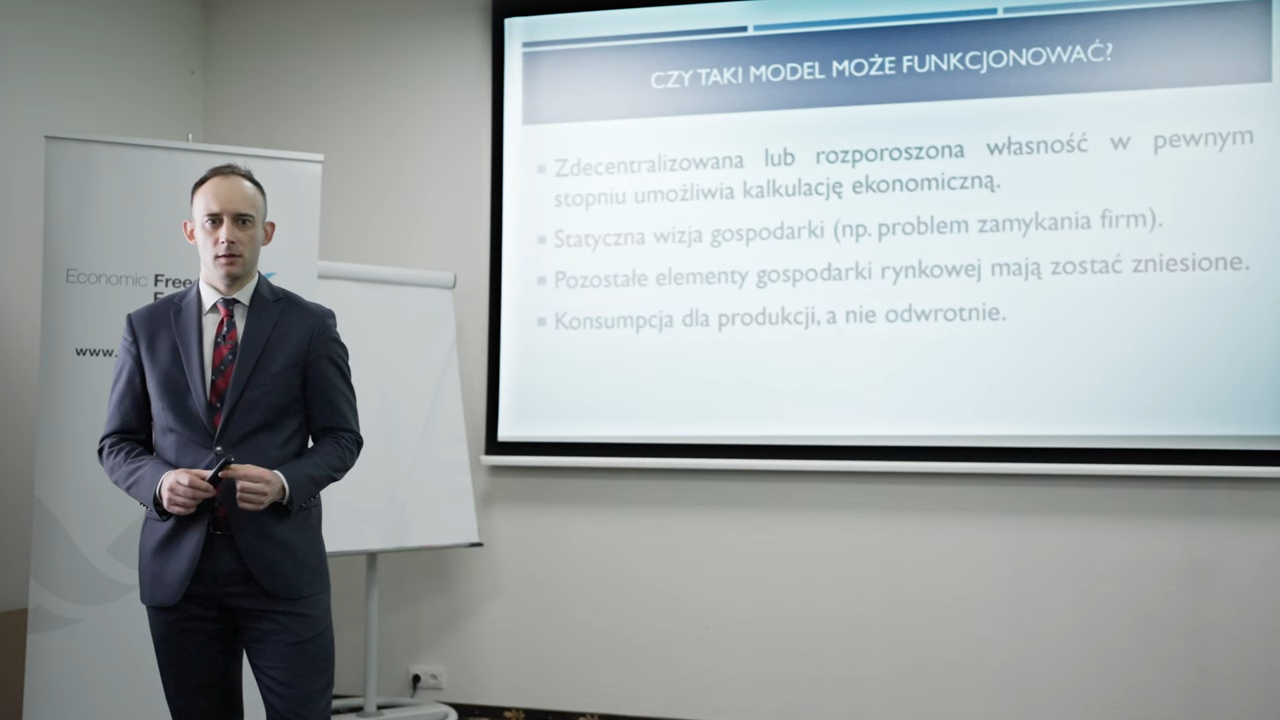 CZY TAKI MODEL MOŻE FUNKCJONOWAĆ?
Zdecentralizowana lub rozporoszona własność w pewnym
stopniu umożliwia kalkulację ekonomiczną.
Statyczna wizja gospodarki (np. problem zamykania firm).
Pozostałe elementy gospodarki rynkowej mają zostać zniesione.
Konsumpcja dla produkcji, a nie odwrotnie.
Economic
www.